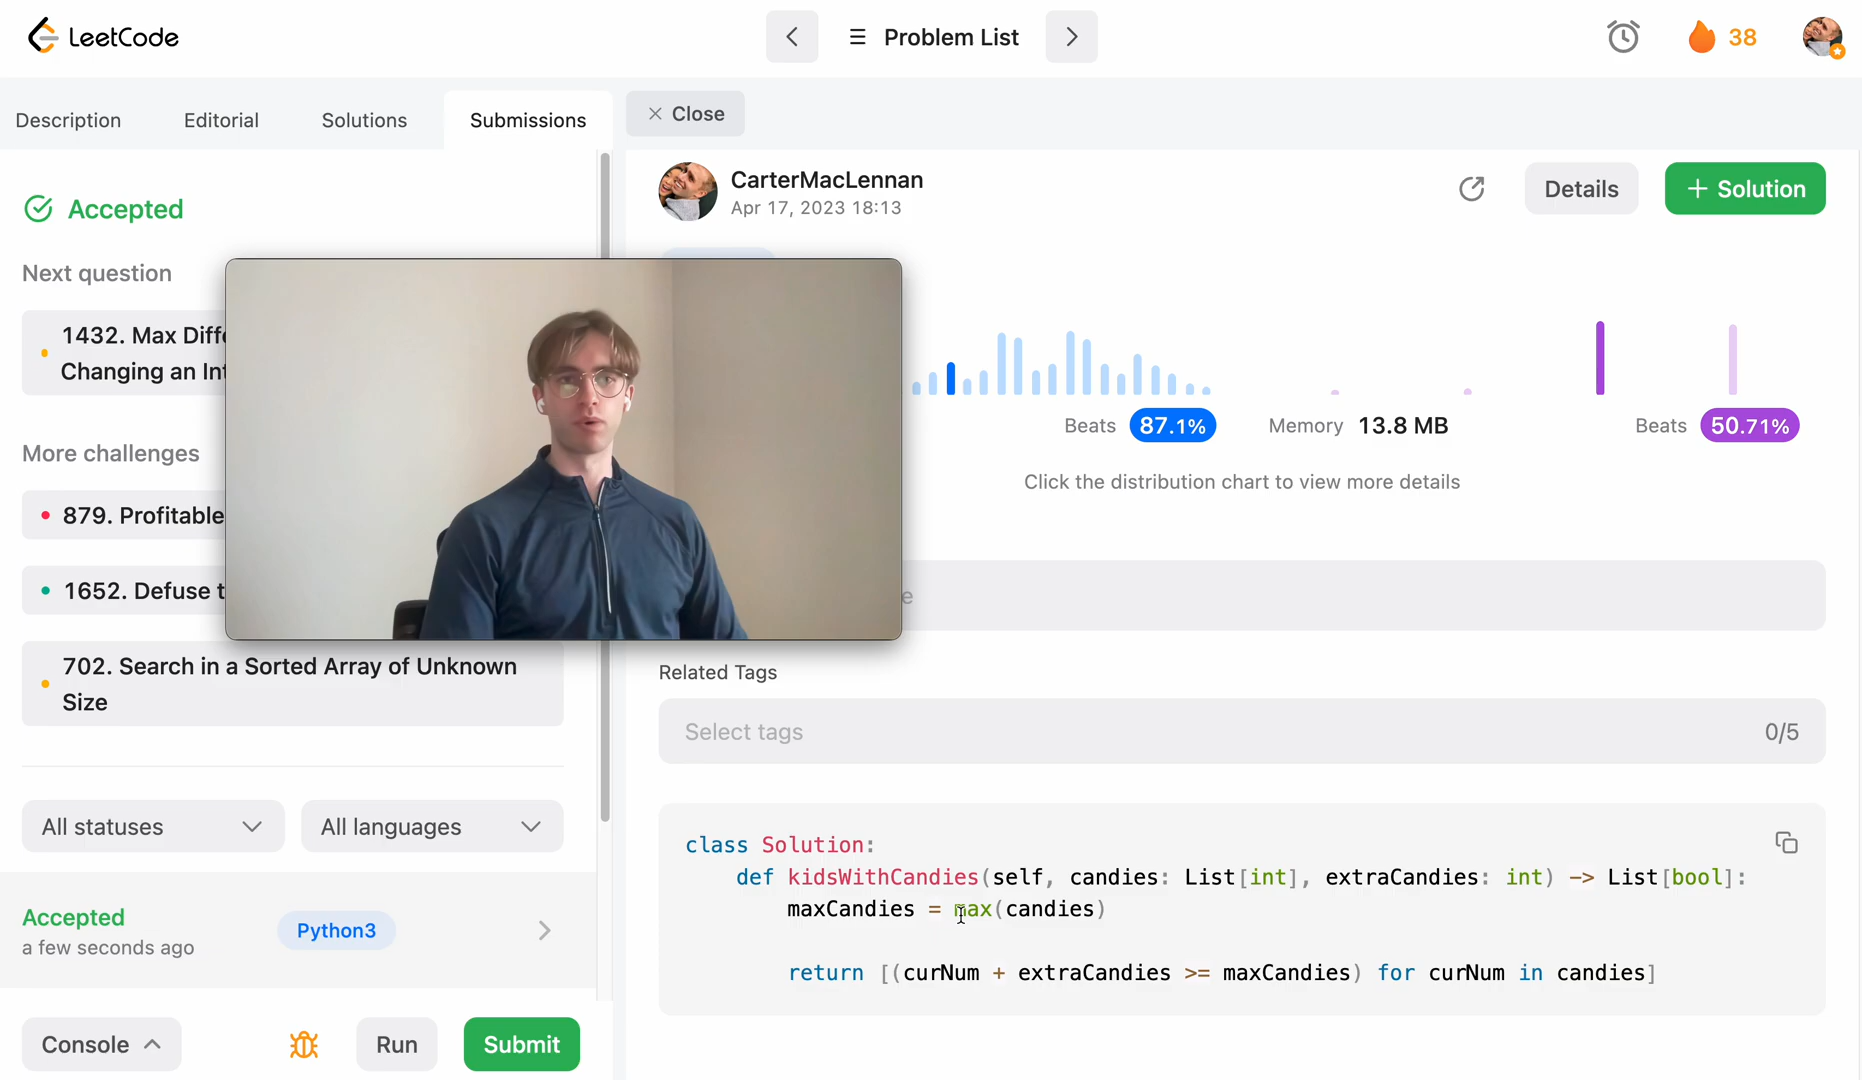 LeetCode
Problem List
38
Description
Editorial
Solutions
Submissions
Close
Accepted
Next question
1432. Max Diff
Changing an In
More challenges
879. Profitable
1652. Defuse t
702. Search in a Sorted Array of Unknown
Size
All statuses
All languages
Accepted
a few seconds ago
Python3
Console
Run
Submit
CarterMacLennan
Apr 17, 2023 18:13
Details
+ Solution
Beats 87.1%
Memory 13.8 MB
Beats 50.71%
Click the distribution chart to view more details
e
Related Tags
Select tags
0/5
class Solution:
def kidsWithCandies(self, candies: List[int], extraCandies: int) -> List[bool]:
maxCandies = max(candies)
return [(curNum + extraCandies >= maxCandies) for curNum in candies]